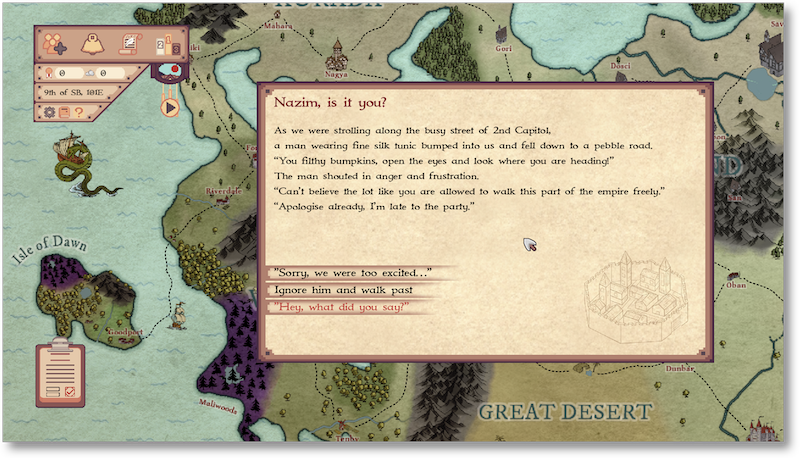 Mahara
Gori
Sav
Nagya
Dosci
0
0
9th of SB, 101E
Nazim, is it you?
As we were strolling along the busy street of 2nd Capitol,
a man wearing fine silk tunic bumped into us and fell down to a pebble road.
“You filthy bumpkins, open the eyes and look where you are heading!”
The man shouted in anger and frustration.
“Can't believe the lot like you are allowed to walk this part of the empire freely.”
“Apologise already, I'm late to the party.”
Riverdale
Isle of Dawn
"Sorry, we were too excited…"
Ignore him and walk past
"Hey, what did you say?"
Oban
Goodport
Dunbar
Maliwoods
GREAT DESERT
Tenby